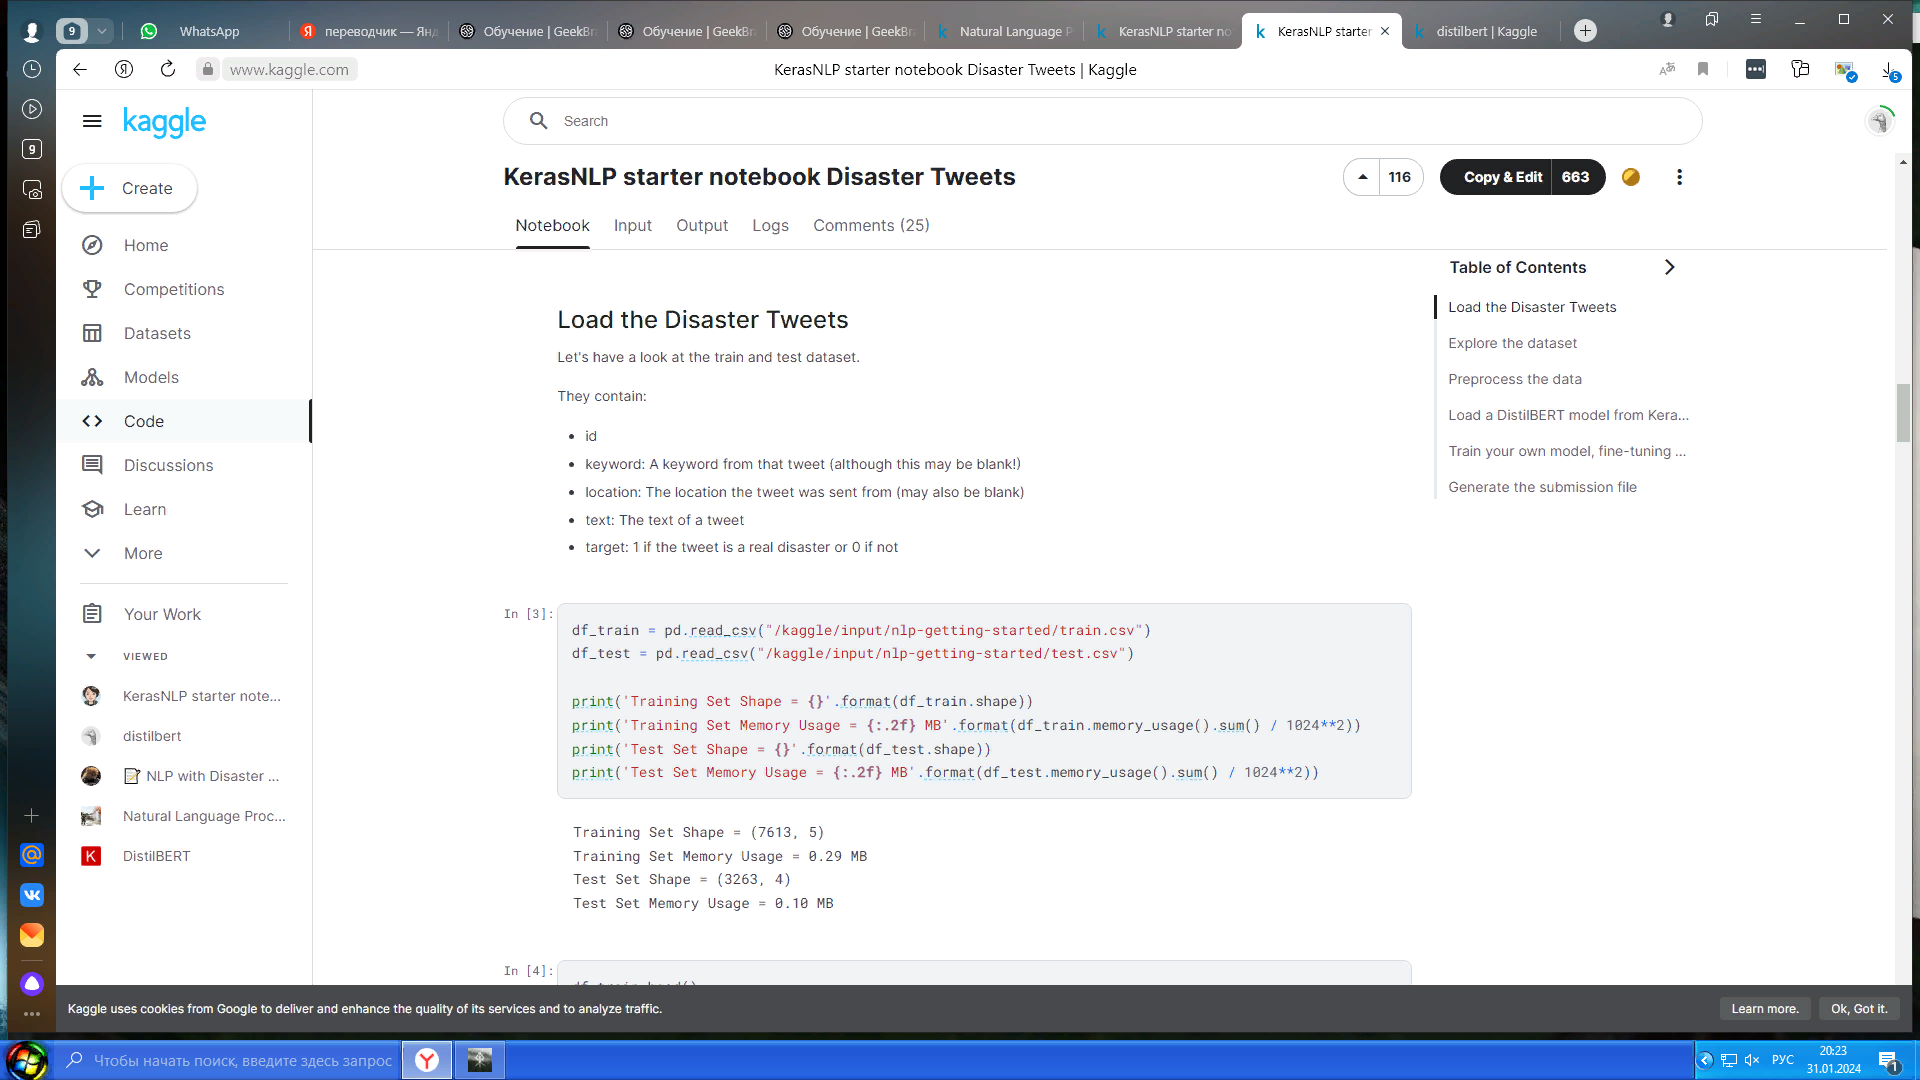 9
WhatsApp
переводчик — Янд
Обучение | GeekBr
Обучение | GeekBr
Обучение | GeekBr
Natural Language P
KerasNLP starter no
KerasNLP starter
distilbert | Kaggle
www.kaggle.com
KerasNLP starter notebook Disaster Tweets | Kaggle
5
9
kaggle
Search
Create
KerasNLP starter notebook Disaster Tweets
116
Copy & Edit
663
Notebook
Input
Output
Logs
Comments (25)
Home
Competitions
Datasets
Models
Code
Discussions
Learn
More
Your Work
VIEWED
KerasNLP starter note...
distilbert
NLP with Disaster ...
Natural Language Proc...
DistilBERT
Load the Disaster Tweets
Let's have a look at the train and test dataset.
They contain:
id
keyword: A keyword from that tweet (although this may be blank!)
location: The location the tweet was sent from (may also be blank)
text: The text of a tweet
target: 1 if the tweet is a real disaster or 0 if not
In [3]:
df_train = pd.read_csv("/kaggle/input/nlp-getting-started/train.csv")
df_test = pd.read_csv("/kaggle/input/nlp-getting-started/test.csv")
print('Training Set Shape = {}'.format(df_train.shape))
print('Training Set Memory Usage = {:.2f} MB'.format(df_train.memory_usage().sum() / 1024**2))
print('Test Set Shape = {}'.format(df_test.shape))
print('Test Set Memory Usage = {:.2f} MB'.format(df_test.memory_usage().sum() / 1024**2))
Training Set Shape = (7613, 5)
Training Set Memory Usage = 0.29 MB
Test Set Shape = (3263, 4)
Test Set Memory Usage = 0.10 MB
In [4]:
df_train.head()
Table of Contents
Load the Disaster Tweets
Explore the dataset
Preprocess the data
Load a DistilBERT model from Kera...
Train your own model, fine-tuning ...
Generate the submission file
Kaggle uses cookies from Google to deliver and enhance the quality of its services and to analyze traffic.
Learn more.
Ok, Got it.
Чтобы начать поиск, введите здесь запрос
РУС
20:23
31.01.2024
1